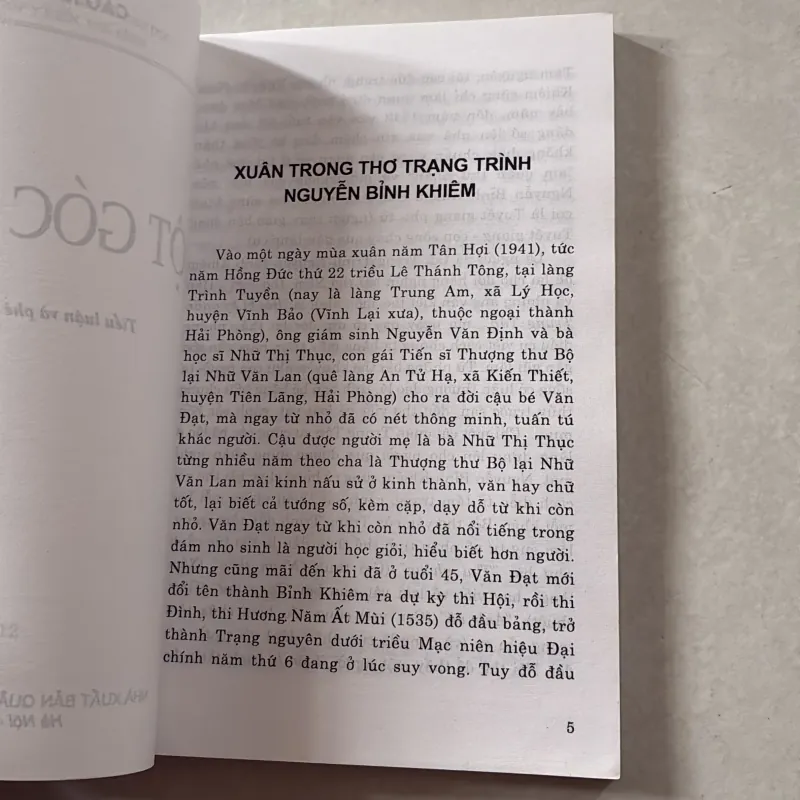 XUÂN TRONG THƠ TRẠNG TRÌNH
NGUYỄN BỈNH KHIÊM
Vào một ngày mùa xuân năm Tân Hợi (1941), tức
năm Hồng Đức thứ 22 triều Lê Thánh Tông, tại làng
Trình Tuyền (nay là làng Trung Am, xã Lý Học,
huyện Vĩnh Bảo (Vĩnh Lại xưa), thuộc ngoại thành
Hải Phòng), ông giám sinh Nguyễn Văn Định và bà
học sĩ Nhữ Thị Thục, con gái Tiến sĩ Thượng thư Bộ
lại Nhữ Văn Lan (quê làng An Tử Hạ, xã Kiến Thiết,
huyện Tiên Lãng, Hải Phòng) cho ra đời cậu bé Văn
Đạt, mà ngay từ nhỏ đã có nét thông minh, tuấn tú
khác người. Cậu được người mẹ là bà Nhữ Thị Thục
từng nhiều năm theo cha là Thượng thư Bộ lại Nhữ
Văn Lan mài kinh nấu sử ở kinh thành, văn hay chữ
tốt, lại biết cả tướng số, kèm cặp, dạy dỗ từ khi còn
nhỏ. Văn Đạt ngay từ khi còn nhỏ đã nổi tiếng trong
đám nho sinh là người học giỏi, hiểu biết hơn người.
Nhưng cũng mãi đến khi đã ở tuổi 45, Văn Đạt mới
đổi tên thành Bỉnh Khiêm ra dự kỳ thi Hội, rồi thi
Đình, thi Hương. Năm Ất Mùi (1535) đỗ đầu bảng, trở
thành Trạng nguyên dưới triều Mạc niên hiệu Đại
chính năm thứ 6 đang ở lúc suy vong. Tuy đỗ đầu
5